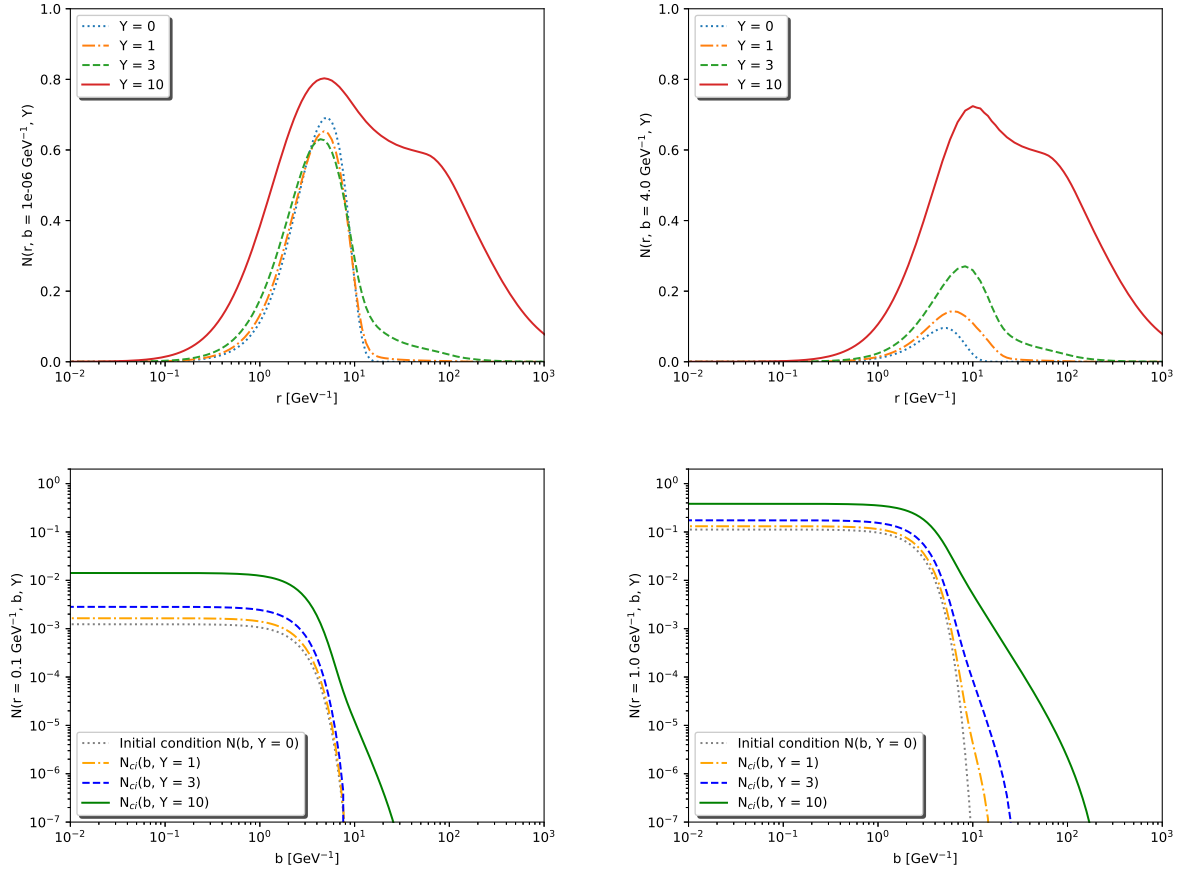 1.0
0.8
0.6
0.4
0.2
0.0
N(r, b = 1e-06 GeV⁻¹, Y)
Y = 0
Y = 1
Y = 3
Y = 10
10⁻² 10⁻¹ 10⁰ 10¹ 10² 10³
r [GeV⁻¹]
1.0
0.8
0.6
0.4
0.2
0.0
N(r, b = 4.0 GeV⁻¹, Y)
Y = 0
Y = 1
Y = 3
Y = 10
10⁻² 10⁻¹ 10⁰ 10¹ 10² 10³
r [GeV⁻¹]
10⁰
10⁻¹
10⁻²
10⁻³
10⁻⁴
10⁻⁵
10⁻⁶
10⁻⁷
N(r = 0.1 GeV⁻¹, b, Y)
Initial condition N(b, Y = 0)
N_ci(b, Y = 1)
N_ci(b, Y = 3)
N_ci(b, Y = 10)
10⁻² 10⁻¹ 10⁰ 10¹ 10² 10³
b [GeV⁻¹]
10⁰
10⁻¹
10⁻²
10⁻³
10⁻⁴
10⁻⁵
10⁻⁶
10⁻⁷
N(r = 1.0 GeV⁻¹, b, Y)
Initial condition N(b, Y = 0)
N_ci(b, Y = 1)
N_ci(b, Y = 3)
N_ci(b, Y = 10)
10⁻² 10⁻¹ 10⁰ 10¹ 10² 10³
b [GeV⁻¹]